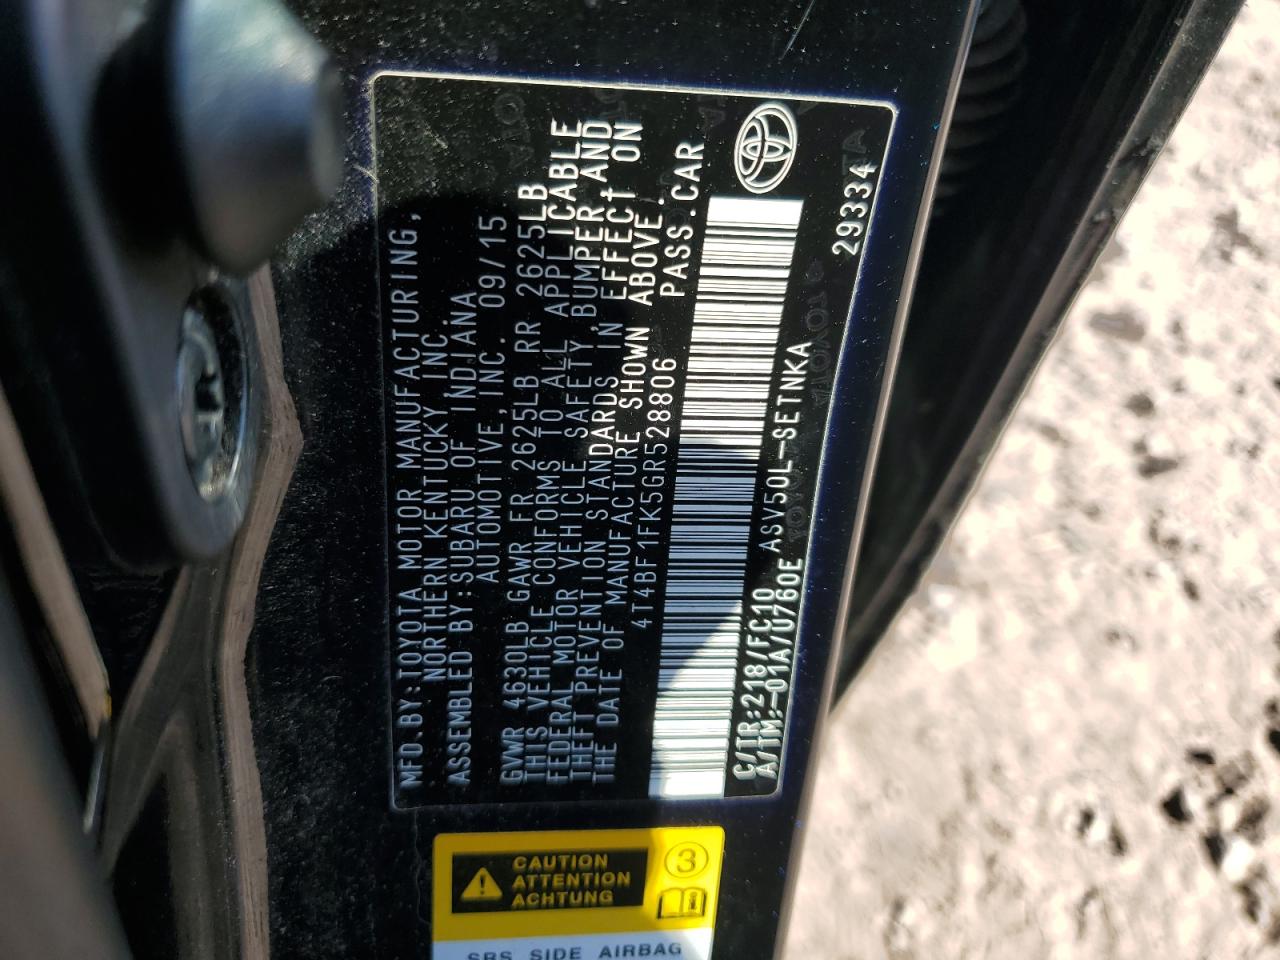 MFD.BY:TOYOTA MOTOR MANUFACTURING,
NORTHERN KENTUCKY,INC.
ASSEMBLED BY:SUBARU OF INDIANA
AUTOMOTIVE,INC. 09/15
GVWR 4630LB GAWR FR 2625LB RR 2625LB
THIS VEHICLE CONFORMS TO ALL APPLICABLE
FEDERAL MOTOR VEHICLE SAFETY,BUMPER,AND
THEFT PREVENTION STANDARDS IN EFFECT ON
THE DATE OF MANUFACTURE SHOWN ABOVE.
4T4BF1FK5GR528806 PASS.CAR
C/TR:218/FC10 ASV50L-SETNKA
A/TM:-01A/U760E
29334
CAUTION
ATTENTION
ACHTUNG
3
SRS SIDE AIRBAG